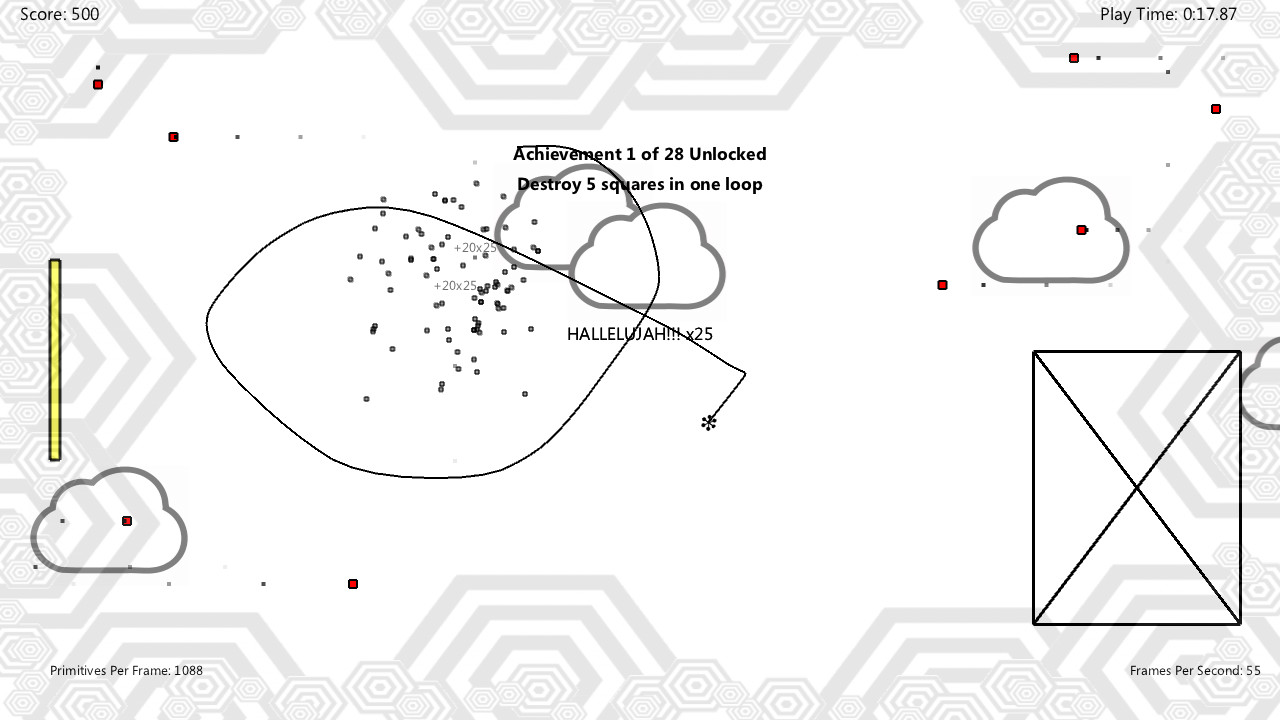 Score: 500
Play Time: 0:17.87
Achievement 1 of 28 Unlocked
Destroy 5 squares in one loop
+20x25
+20x25
HALLELUJAH!!! x25
Primitives Per Frame: 1088
Frames Per Second: 55